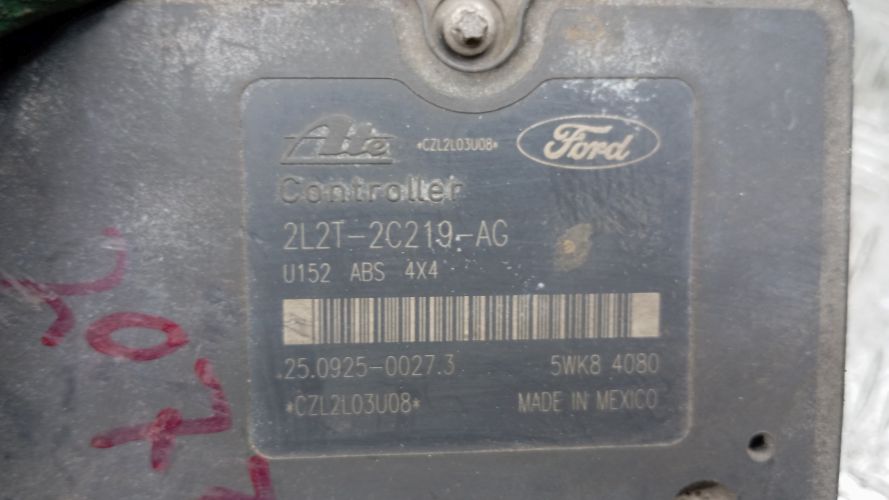 Ate *CZL2L03U08* Ford
Controller
2L2T-2C219-AG
U152 ABS 4X4
25.0925-0027.3 5WK8 4080
*CZL2L03U08* MADE IN MEXICO